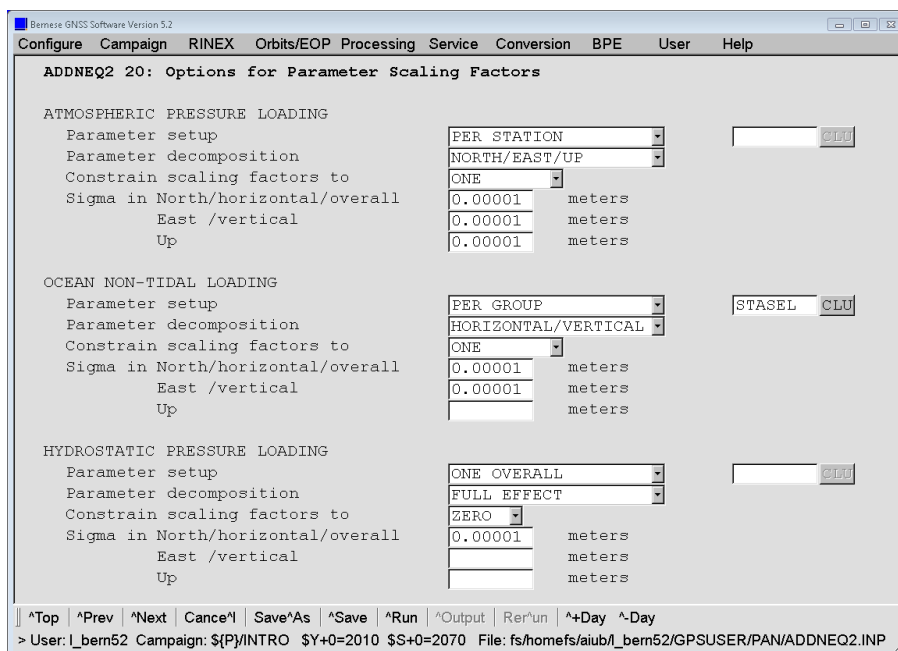 Bernese GNSS Software Version 5.2
Configure Campaign RINEX Orbits/EOP Processing Service Conversion BPE User Help
ADDNEQ2 20: Options for Parameter Scaling Factors
ATMOSPHERIC PRESSURE LOADING
Parameter setup PER STATION CLU
Parameter decomposition NORTH/EAST/UP
Constrain scaling factors to ONE
Sigma in North/horizontal/overall 0.00001 meters
East /vertical 0.00001 meters
Up 0.00001 meters
OCEAN NON-TIDAL LOADING
Parameter setup PER GROUP STASEL CLU
Parameter decomposition HORIZONTAL/VERTICAL
Constrain scaling factors to ONE
Sigma in North/horizontal/overall 0.00001 meters
East /vertical 0.00001 meters
Up meters
HYDROSTATIC PRESSURE LOADING
Parameter setup ONE OVERALL CLU
Parameter decomposition FULL EFFECT
Constrain scaling factors to ZERO
Sigma in North/horizontal/overall 0.00001 meters
East /vertical meters
Up meters
^Top ^Prev ^Next Cance^l Save^As ^Save ^Run ^Output Rer^un ^+Day ^-Day
> User: l_bern52 Campaign: ${P}/INTRO $Y+0=2010 $S+0=2070 File: fs/homefs/aiub/l_bern52/GPSUSER/PAN/ADDNEQ2.INP